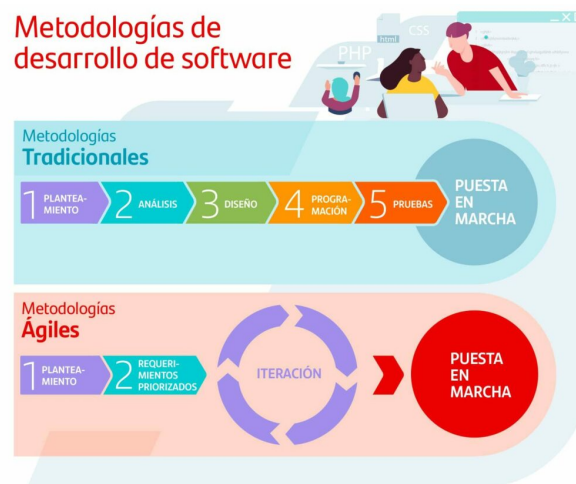 Metodologías de
desarrollo de software
PHP
html
CSS
Metodologías
Tradicionales
1 PLANTEA-
MIENTO
2 ANÁLISIS
3 DISEÑO
4 PROGRA-
MACIÓN
5 PRUEBAS
PUESTA
EN
MARCHA
Metodologías
Ágiles
1 PLANTEA-
MIENTO
2 REQUERI-
MIENTOS
PRIORIZADOS
ITERACIÓN
PUESTA
EN
MARCHA